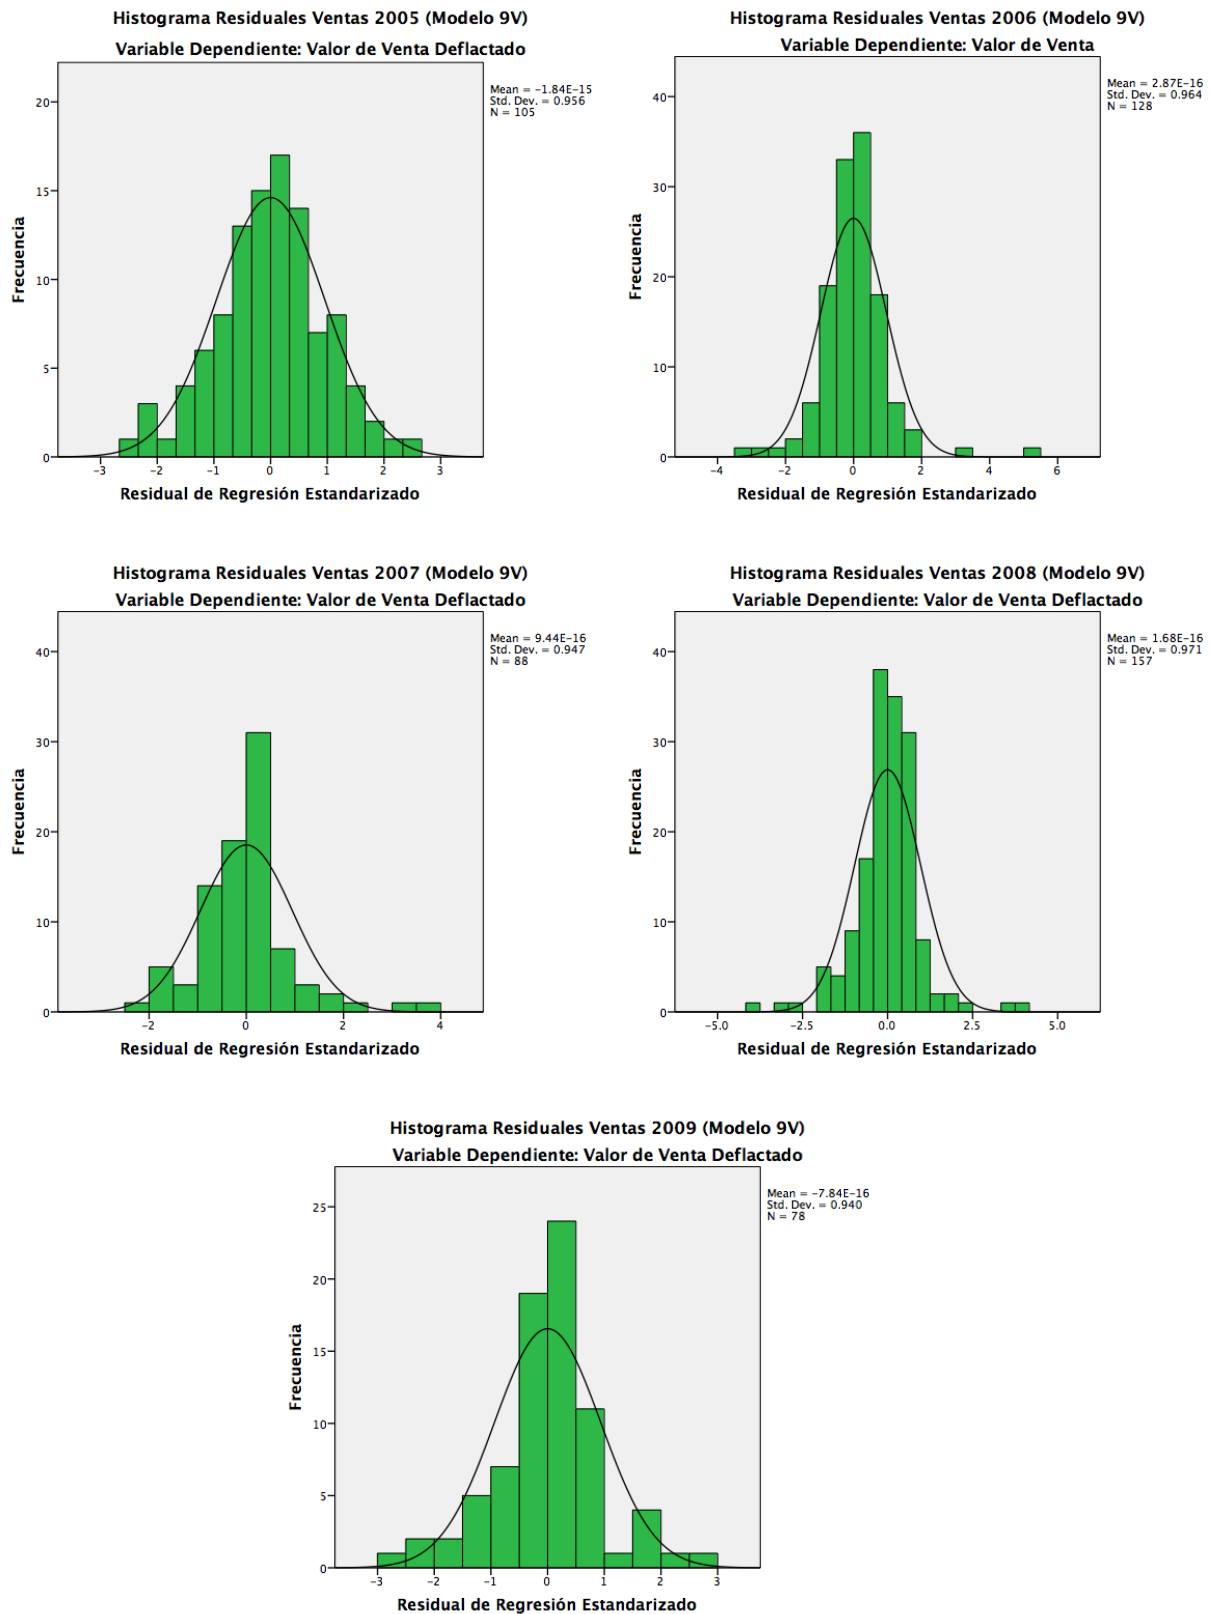 Histograma Residuales Ventas 2005 (Modelo 9V)
Variable Dependiente: Valor de Venta Deflactado
Mean = -1.84E-15
Std. Dev. = 0.956
N = 105
20
15
10
5
0
Frecuencia
-3 -2 -1 0 1 2 3
Residual de Regresión Estandarizado
Histograma Residuales Ventas 2006 (Modelo 9V)
Variable Dependiente: Valor de Venta
Mean = 2.87E-16
Std. Dev. = 0.964
N = 128
40
30
20
10
0
Frecuencia
-4 -2 0 2 4 6
Residual de Regresión Estandarizado
Histograma Residuales Ventas 2007 (Modelo 9V)
Variable Dependiente: Valor de Venta Deflactado
Mean = 9.44E-16
Std. Dev. = 0.947
N = 88
40
30
20
10
0
Frecuencia
-2 0 2 4
Residual de Regresión Estandarizado
Histograma Residuales Ventas 2008 (Modelo 9V)
Variable Dependiente: Valor de Venta Deflactado
Mean = 1.68E-16
Std. Dev. = 0.971
N = 157
40
30
20
10
0
Frecuencia
-5.0 -2.5 0.0 2.5 5.0
Residual de Regresión Estandarizado
Histograma Residuales Ventas 2009 (Modelo 9V)
Variable Dependiente: Valor de Venta Deflactado
Mean = -7.84E-16
Std. Dev. = 0.940
N = 78
25
20
15
10
5
0
Frecuencia
-3 -2 -1 0 1 2 3
Residual de Regresión Estandarizado